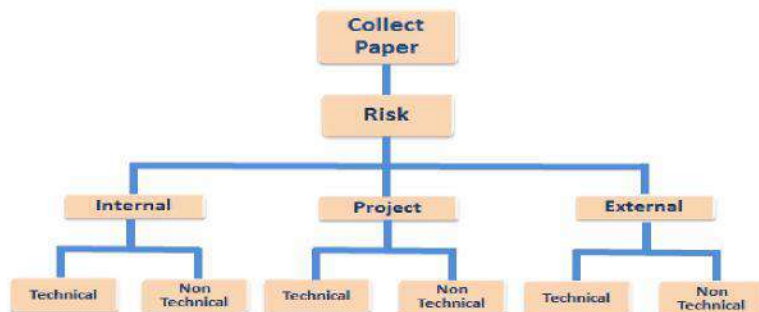 Collect
Paper
Risk
Internal
Project
External
Technical
Non
Technical
Technical
Non
Technical
Technical
Non
Technical